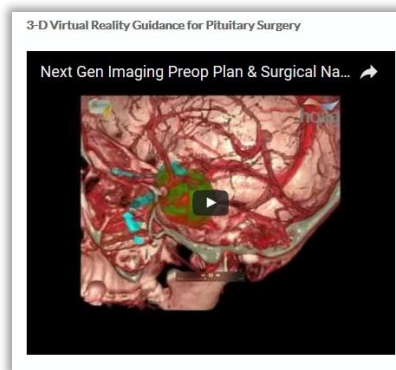 3-D Virtual Reality Guidance for Pituitary Surgery
Next Gen Imaging Preop Plan & Surgical Na...